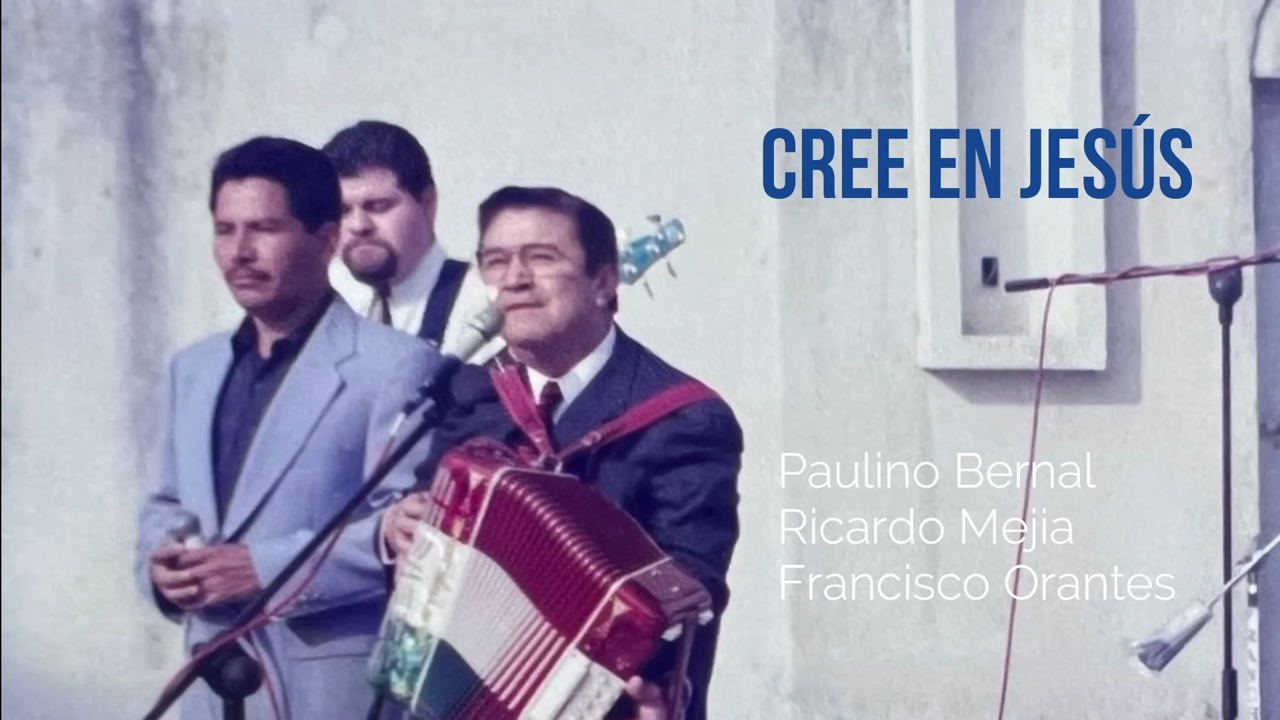 CREE EN JESÚS
Paulino Bernal
Ricardo Mejia
Francisco Orantes